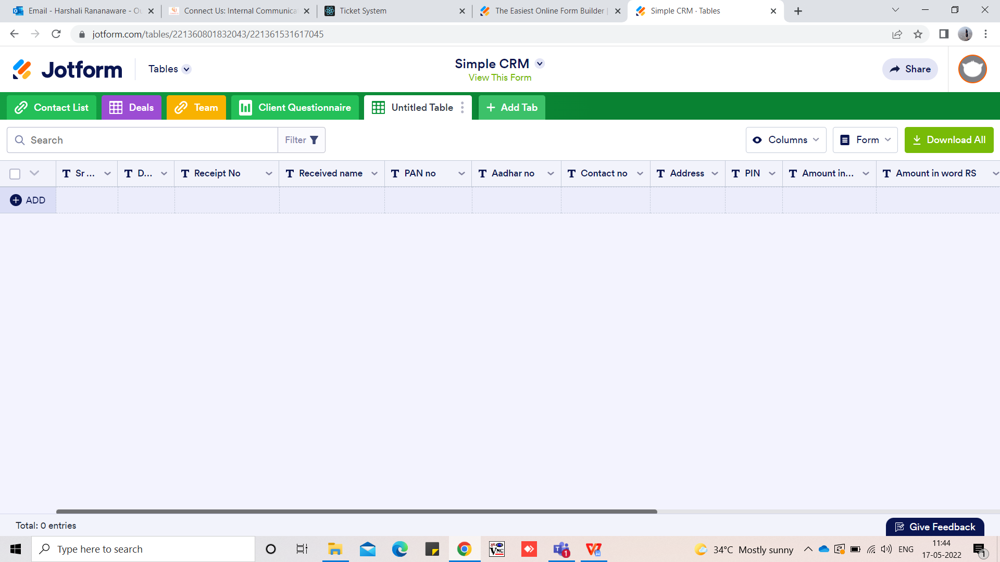 Email - Harshali Rananaware - Ou
Connect Us: Internal Communica
Ticket System
The Easiest Online Form Builder |
Simple CRM · Tables
jotform.com/tables/221360801832043/221361531617045
Jotform
Tables
Simple CRM
View This Form
Share
Contact List
Deals
Team
Client Questionnaire
Untitled Table
+ Add Tab
Search
Filter
Columns
Form
Download All
T Sr ...
T D...
T Receipt No
T Received name
T PAN no
T Aadhar no
T Contact no
T Address
T PIN
T Amount in...
T Amount in word RS
ADD
Total: 0 entries
Give Feedback
Type here to search
VNC
1
34°C Mostly sunny
ENG
11:44
17-05-2022
1